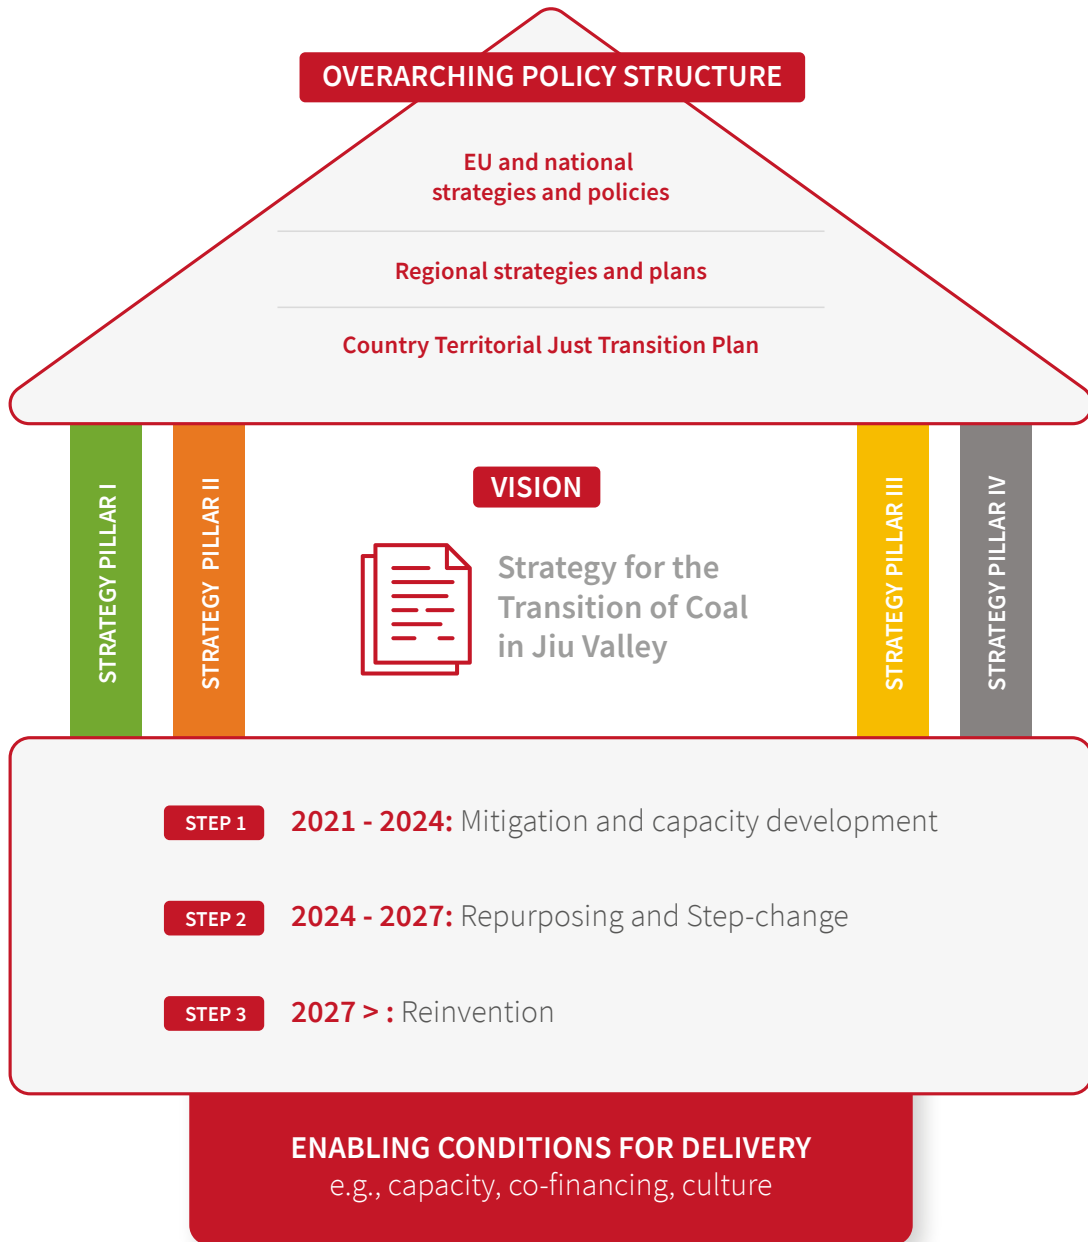 OVERARCHING POLICY STRUCTURE
EU and national
strategies and policies
Regional strategies and plans
Country Territorial Just Transition Plan
STRATEGY PILLAR I
STRATEGY PILLAR II
VISION
Strategy for the
Transition of Coal
in Jiu Valley
STRATEGY PILLAR III
STRATEGY PILLAR IV
STEP 1 2021 - 2024: Mitigation and capacity development
STEP 2 2024 - 2027: Repurposing and Step-change
STEP 3 2027 > : Reinvention
ENABLING CONDITIONS FOR DELIVERY
e.g., capacity, co-financing, culture